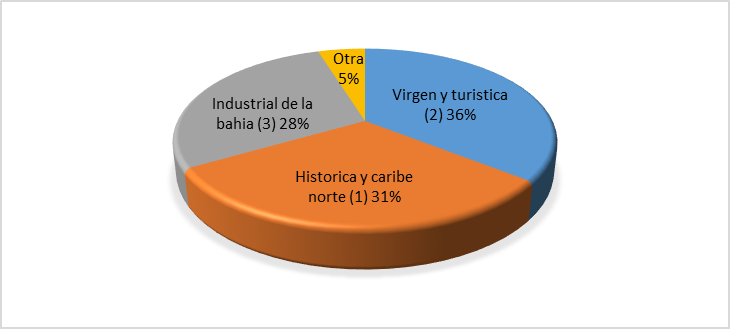 Otra
5%
Virgen y turistica
(2) 36%
Industrial de la
bahia (3) 28%
Historica y caribe
norte (1) 31%